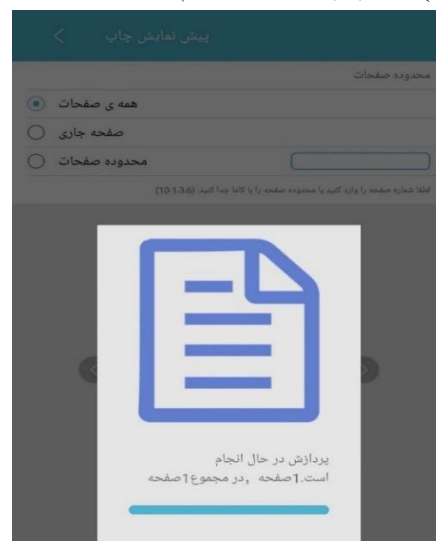 پیش نمایش چاپ
محدوده صفحات
همه ی صفحات
صفحه جاری
محدوده صفحات
لطفا شماره صفحه را وارد کنید یا محدوده صفحه را با کاما جدا کنید: (10-1،3،6)
پردازش در حال انجام
است.1صفحه ,در مجموع1صفحه